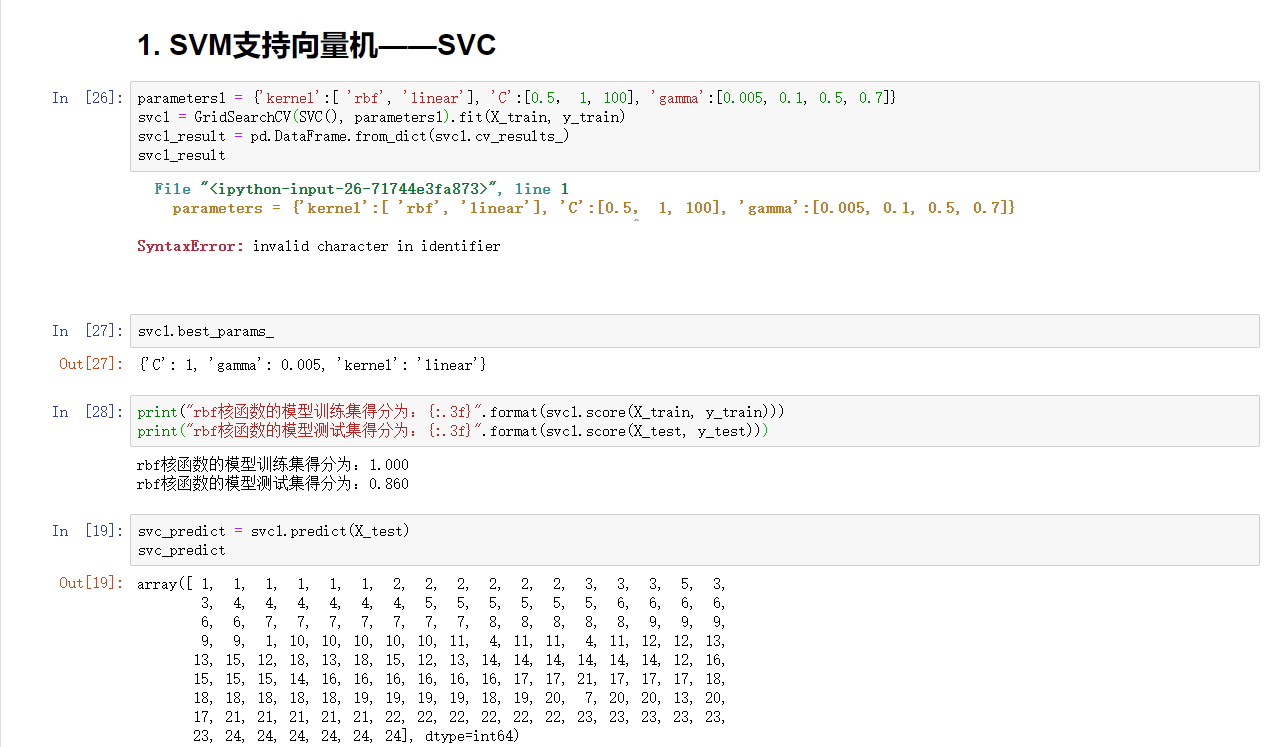 1. SVM支持向量机——SVC
In [26]: parameters1 = {'kernel':[ 'rbf', 'linear'], 'C':[0.5， 1, 100], 'gamma':[0.005, 0.1, 0.5, 0.7]}
svc1 = GridSearchCV(SVC(), parameters1).fit(X_train, y_train)
svc1_result = pd.DataFrame.from_dict(svc1.cv_results_)
svc1_result
File "<ipython-input-26-71744e3fa873>", line 1
parameters = {'kernel':[ 'rbf', 'linear'], 'C':[0.5， 1, 100], 'gamma':[0.005, 0.1, 0.5, 0.7]}
^
SyntaxError: invalid character in identifier
In [27]: svc1.best_params_
Out[27]: {'C': 1, 'gamma': 0.005, 'kernel': 'linear'}
In [28]: print("rbf核函数的模型训练集得分为：{:.3f}".format(svc1.score(X_train, y_train)))
print("rbf核函数的模型测试集得分为：{:.3f}".format(svc1.score(X_test, y_test)))
rbf核函数的模型训练集得分为：1.000
rbf核函数的模型测试集得分为：0.860
In [19]: svc_predict = svc1.predict(X_test)
svc_predict
Out[19]: array([ 1, 1, 1, 1, 1, 1, 2, 2, 2, 2, 2, 2, 3, 3, 3, 5, 3,
3, 4, 4, 4, 4, 4, 4, 5, 5, 5, 5, 5, 5, 6, 6, 6, 6,
6, 6, 7, 7, 7, 7, 7, 7, 8, 8, 8, 8, 8, 9, 9, 9,
9, 9, 1, 10, 10, 10, 10, 10, 11, 4, 11, 11, 4, 11, 12, 12, 13,
13, 15, 12, 18, 13, 18, 15, 12, 13, 14, 14, 14, 14, 14, 14, 12, 16,
15, 15, 15, 14, 16, 16, 16, 16, 16, 16, 17, 17, 21, 17, 17, 17, 18,
18, 18, 18, 18, 18, 19, 19, 19, 19, 18, 19, 20, 7, 20, 20, 13, 20,
17, 21, 21, 21, 21, 21, 22, 22, 22, 22, 22, 22, 23, 23, 23, 23, 23,
23, 24, 24, 24, 24, 24, 24], dtype=int64)